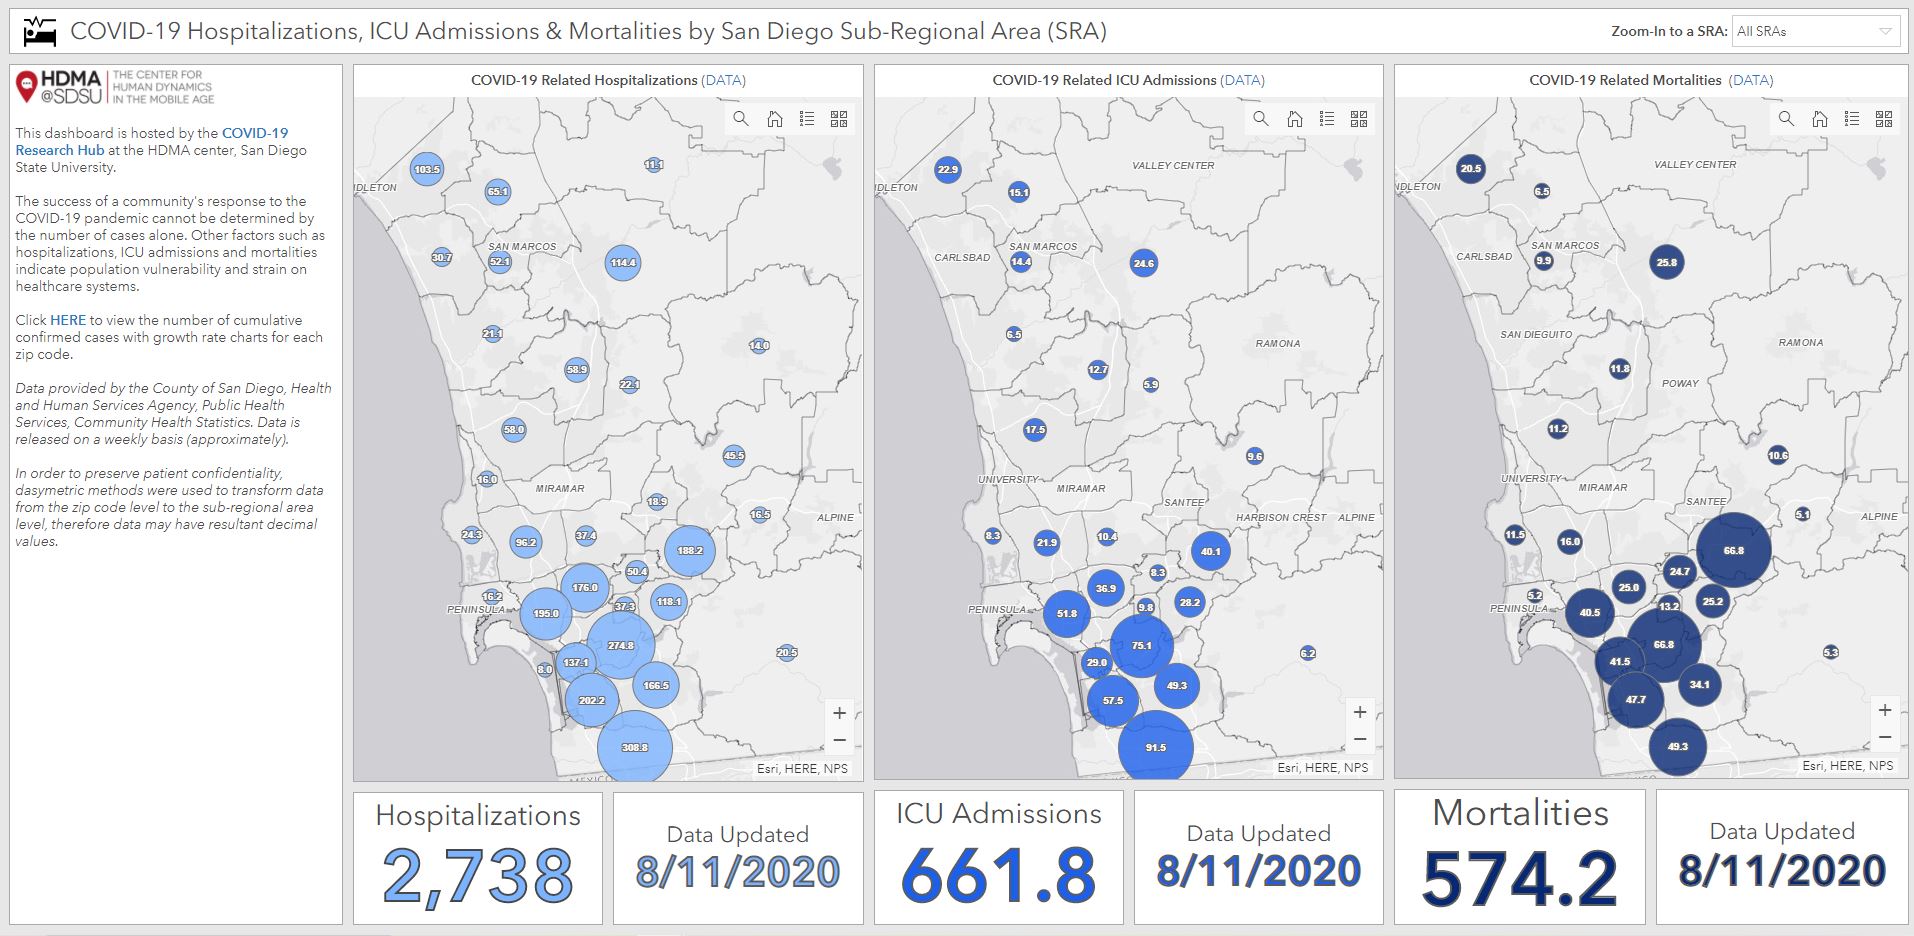 COVID-19 Hospitalizations, ICU Admissions & Mortalities by San Diego Sub-Regional Area (SRA)
Zoom-In to a SRA: All SRAs
HDMA @SDSU
THE CENTER FOR
HUMAN DYNAMICS
IN THE MOBILE AGE
This dashboard is hosted by the COVID-19
Research Hub at the HDMA center, San Diego
State University.
The success of a community's response to the
COVID-19 pandemic cannot be determined by
the number of cases alone. Other factors such as
hospitalizations, ICU admissions and mortalities
indicate population vulnerability and strain on
healthcare systems.
Click HERE to view the number of cumulative
confirmed cases with growth rate charts for each
zip code.
Data provided by the County of San Diego, Health
and Human Services Agency, Public Health
Services, Community Health Statistics. Data is
released on a weekly basis (approximately).
In order to preserve patient confidentiality,
dasymetric methods were used to transform data
from the zip code level to the sub-regional area
level, therefore data may have resultant decimal
values.
COVID-19 Related Hospitalizations (DATA)
11.1
103.5
NDLETON
65.1
SAN MARCOS
30.7
52.1
114.4
21.1
14.0
58.9
22.1
58.0
45.5
16.0
MIRAMAR
18.9
16.5
ALPINE
24.3
96.2
37.4
188.2
50.4
176.0
16.2
118.1
PENINSULA
195.0
37.3
274.8
20.5
137.1
8.0
166.5
202.2
308.8
MEXICO
Esri, HERE, NPS
Hospitalizations
2,738
Data Updated
8/11/2020
COVID-19 Related ICU Admissions (DATA)
VALLEY CENTER
22.9
NDLETON
15.1
SAN MARCOS
CARLSBAD
14.4
24.6
6.5
RAMONA
12.7
5.9
17.5
9.6
UNIVERSITY
MIRAMAR
SANTEE
HARBISON CREST
ALPINE
8.3
21.9
10.4
40.1
8.3
36.9
28.2
PENINSULA
51.8
9.8
75.1
6.2
29.0
49.3
57.5
91.5
Esri, HERE, NPS
ICU Admissions
661.8
Data Updated
8/11/2020
COVID-19 Related Mortalities (DATA)
VALLEY CENTER
20.5
NDLETON
6.5
SAN MARCOS
CARLSBAD
9.9
25.8
SAN DIEGUITO
RAMONA
11.8
POWAY
11.2
10.6
UNIVERSITY
MIRAMAR
SANTEE
5.1
ALPINE
11.5
16.0
66.8
24.7
25.0
5.2
25.2
PENINSULA
40.5
13.2
66.8
5.3
41.5
34.1
47.7
49.3
Esri, HERE, NPS
Mortalities
574.2
Data Updated
8/11/2020